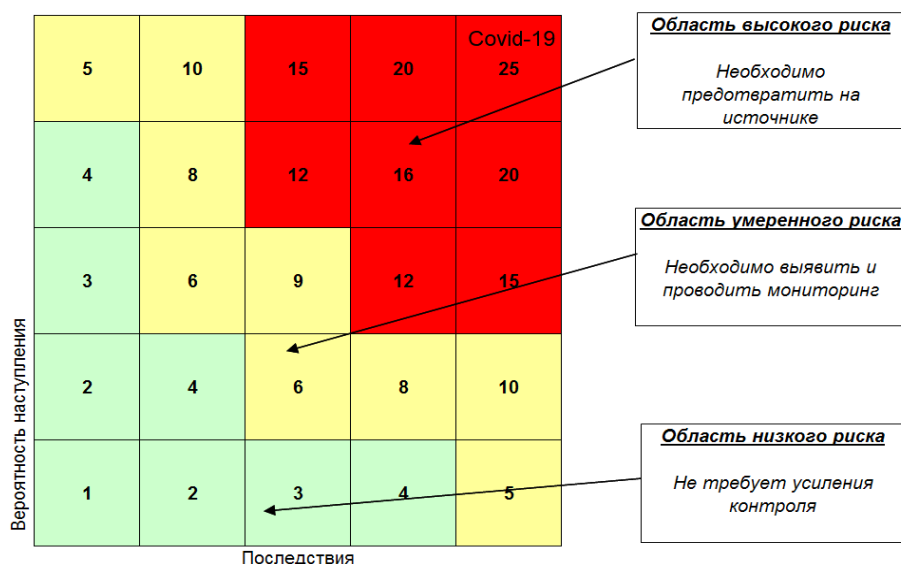 Covid-19
5 10 15 20 25
4 8 12 16 20
3 6 9 12 15
2 4 6 8 10
1 2 3 4 5
Вероятность наступления
Последствия
Область высокого риска
Необходимо
предотвратить на
источнике
Область умеренного риска
Необходимо выявить и
проводить мониторинг
Область низкого риска
Не требует усиления
контроля